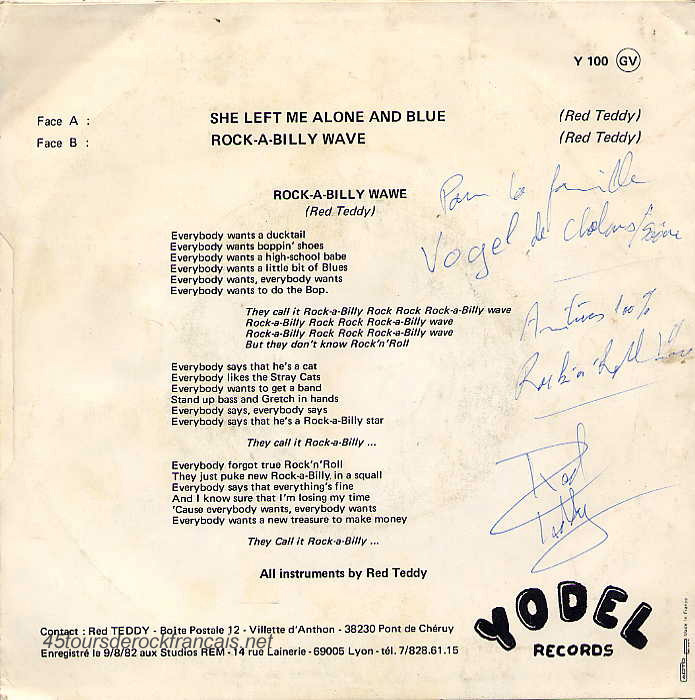 Y 100 GV
Face A : SHE LEFT ME ALONE AND BLUE (Red Teddy)
Face B : ROCK-A-BILLY WAVE (Red Teddy)
ROCK-A-BILLY WAWE
(Red Teddy)
Everybody wants a ducktail
Everybody wants boppin' shoes
Everybody wants a high-school babe
Everybody wants a little bit of Blues
Everybody wants, everybody wants
Everybody wants to do the Bop.
They call it Rock-a-Billy Rock Rock Rock-a-Billy wave
Rock-a-Billy Rock Rock Rock-a-Billy wave
Rock-a-Billy Rock Rock Rock-a-Billy wave
But they don't know Rock'n'Roll
Everybody says that he's a cat
Everybody likes the Stray Cats
Everybody wants to get a band
Stand up bass and Gretch in hands
Everybody says, everybody says
Everybody says that he's a Rock-a-Billy star
They call it Rock-a-Billy ...
Everybody forgot true Rock'n'Roll
They just puke new Rock-a-Billy in a squall
Everybody says that everything's fine
And I know sure that I'm losing my time
'Cause everybody wants, everybody wants
Everybody wants a new treasure to make money
They Call it Rock-a-Billy ...
All instruments by Red Teddy
Pour la famille
Vogel de Chalons/Saône
Amitiés 100%
Rock'n'Roll
Red
Teddy
YODEL
RECORDS
Contact : Red TEDDY - Boîte Postale 12 - Villette d'Anthon - 38230 Pont de Chéruy
45toursderockfrancais.net
Enregistré le 9/8/82 aux Studios REM - 14 rue Lainerie - 69005 Lyon - tél. 7/828.61.15
Made in France